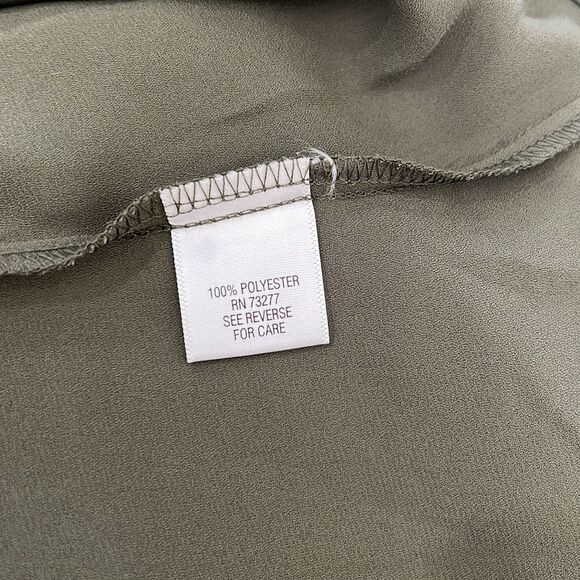 100% POLYESTER
RN 73277
SEE REVERSE
FOR CARE